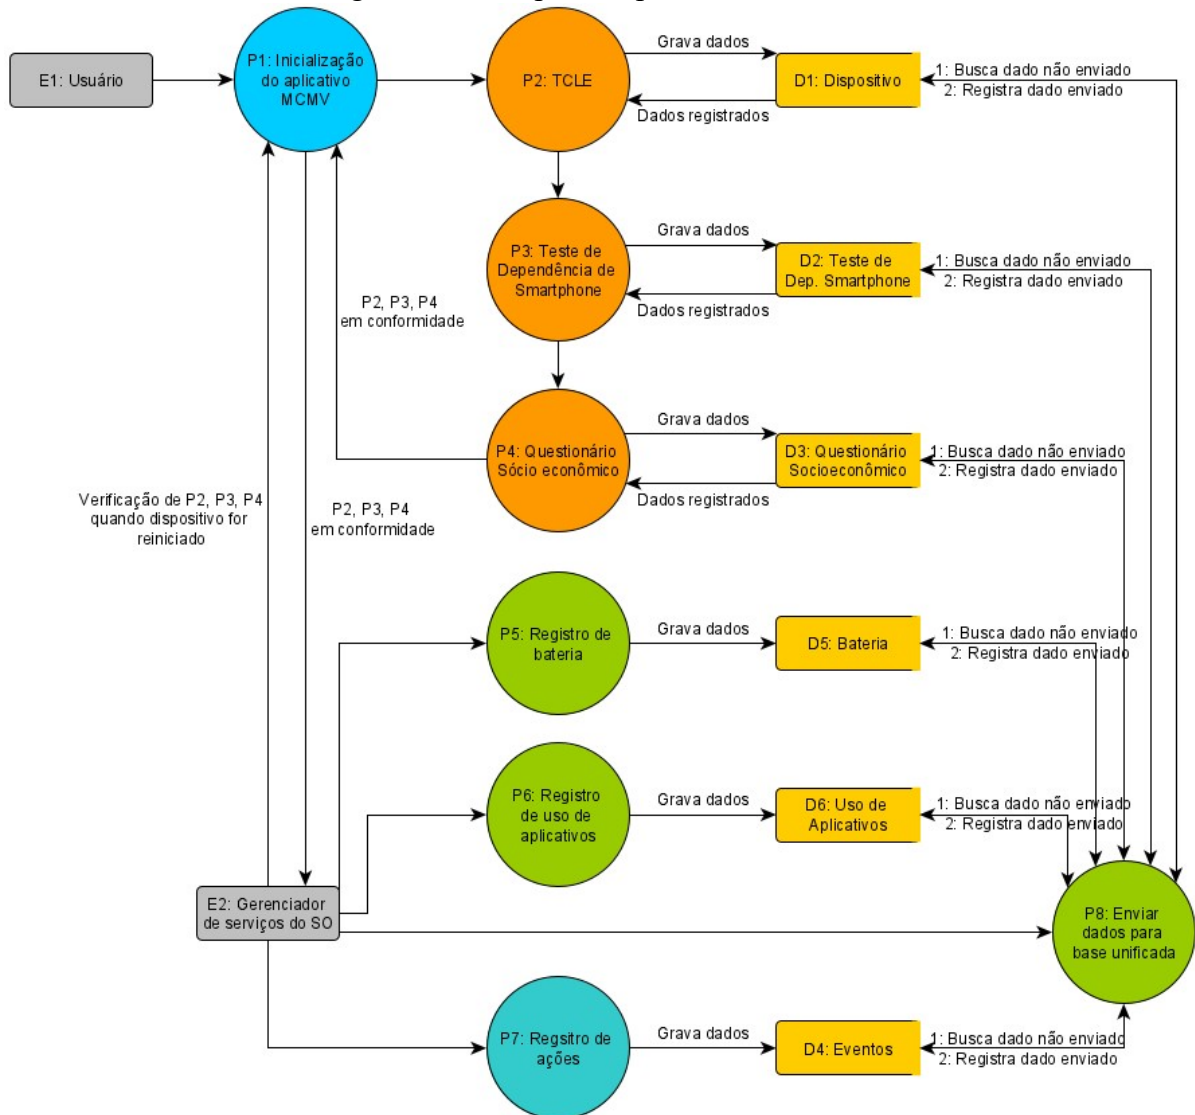 E1: Usuário
P1: Inicialização
do aplicativo
MCMV
P2: TCLE
Grava dados
Dados registrados
D1: Dispositivo
1: Busca dado não enviado
2: Registra dado enviado
P3: Teste de
Dependência de
Smartphone
Grava dados
Dados registrados
D2: Teste de
Dep. Smartphone
1: Busca dado não enviado
2: Registra dado enviado
P2, P3, P4
em conformidade
P4: Questionário
Sócio econômico
Grava dados
Dados registrados
D3: Questionário
Socioeconômico
1: Busca dado não enviado
2: Registra dado enviado
Verificação de P2, P3, P4
quando dispositivo for
reiniciado
P2, P3, P4
em conformidade
P5: Registro de
bateria
Grava dados
D5: Bateria
1: Busca dado não enviado
2: Registra dado enviado
P6: Registro
de uso de
aplicativos
Grava dados
D6: Uso de
Aplicativos
1: Busca dado não enviado
2: Registra dado enviado
E2: Gerenciador
de serviços do SO
P8: Enviar
dados para
base unificada
P7: Regsitro de
ações
Grava dados
D4: Eventos
1: Busca dado não enviado
2: Registra dado enviado